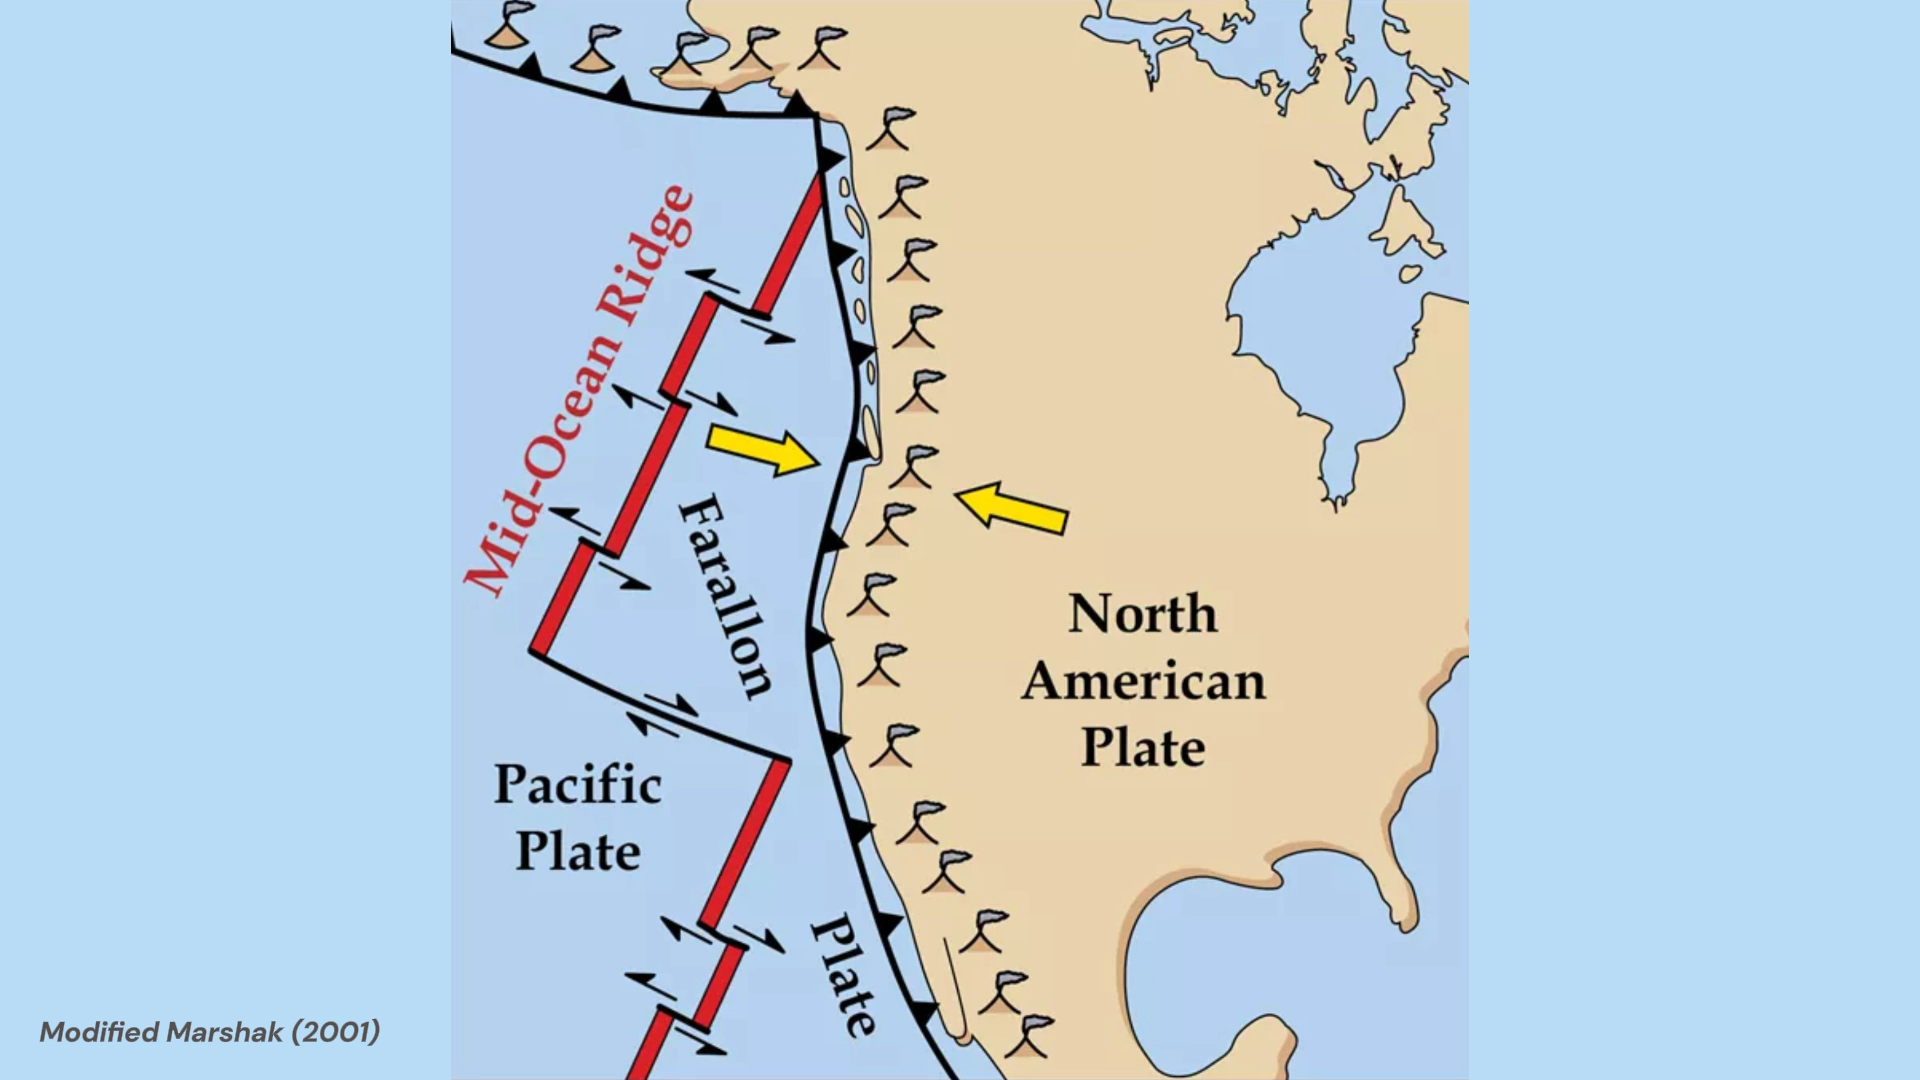 Mid-Ocean Ridge
Farallon
Plate
North
American
Plate
Pacific
Plate
Modified Marshak (2001)